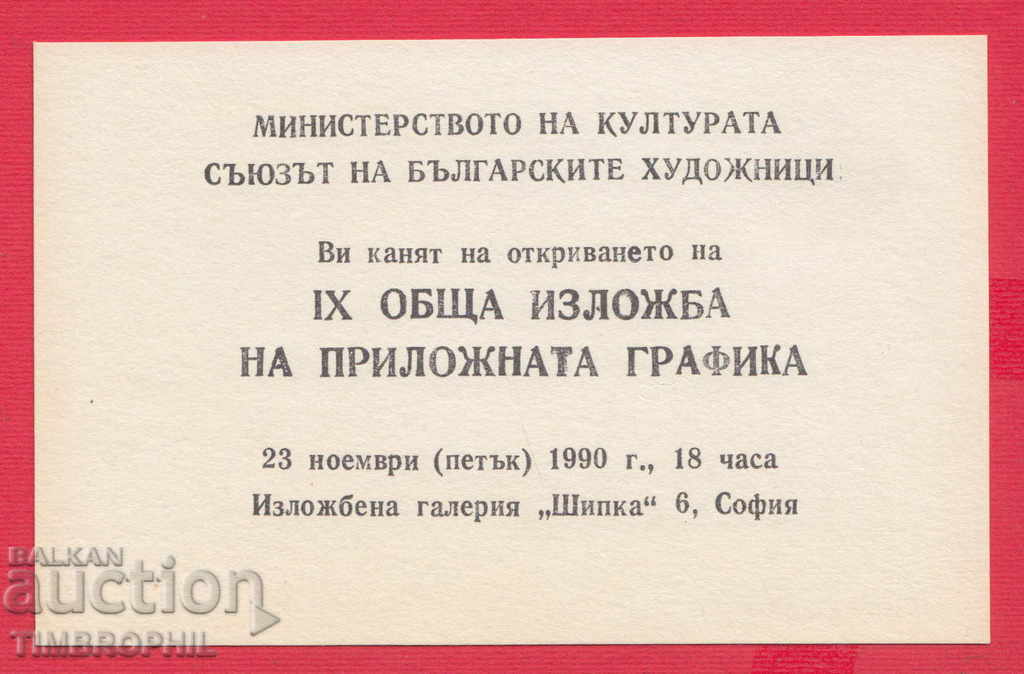 МИНИСТЕРСТВОТО НА КУЛТУРАТА
СЪЮЗЪТ НА БЪЛГАРСКИТЕ ХУДОЖНИЦИ
Ви канят на откриването на
IX ОБЩА ИЗЛОЖБА
НА ПРИЛОЖНАТА ГРАФИКА
23 ноември (петък) 1990 г., 18 часа
Изложбена галерия „Шипка“ 6, София
BALKAN
auction
TIMBROPHIL